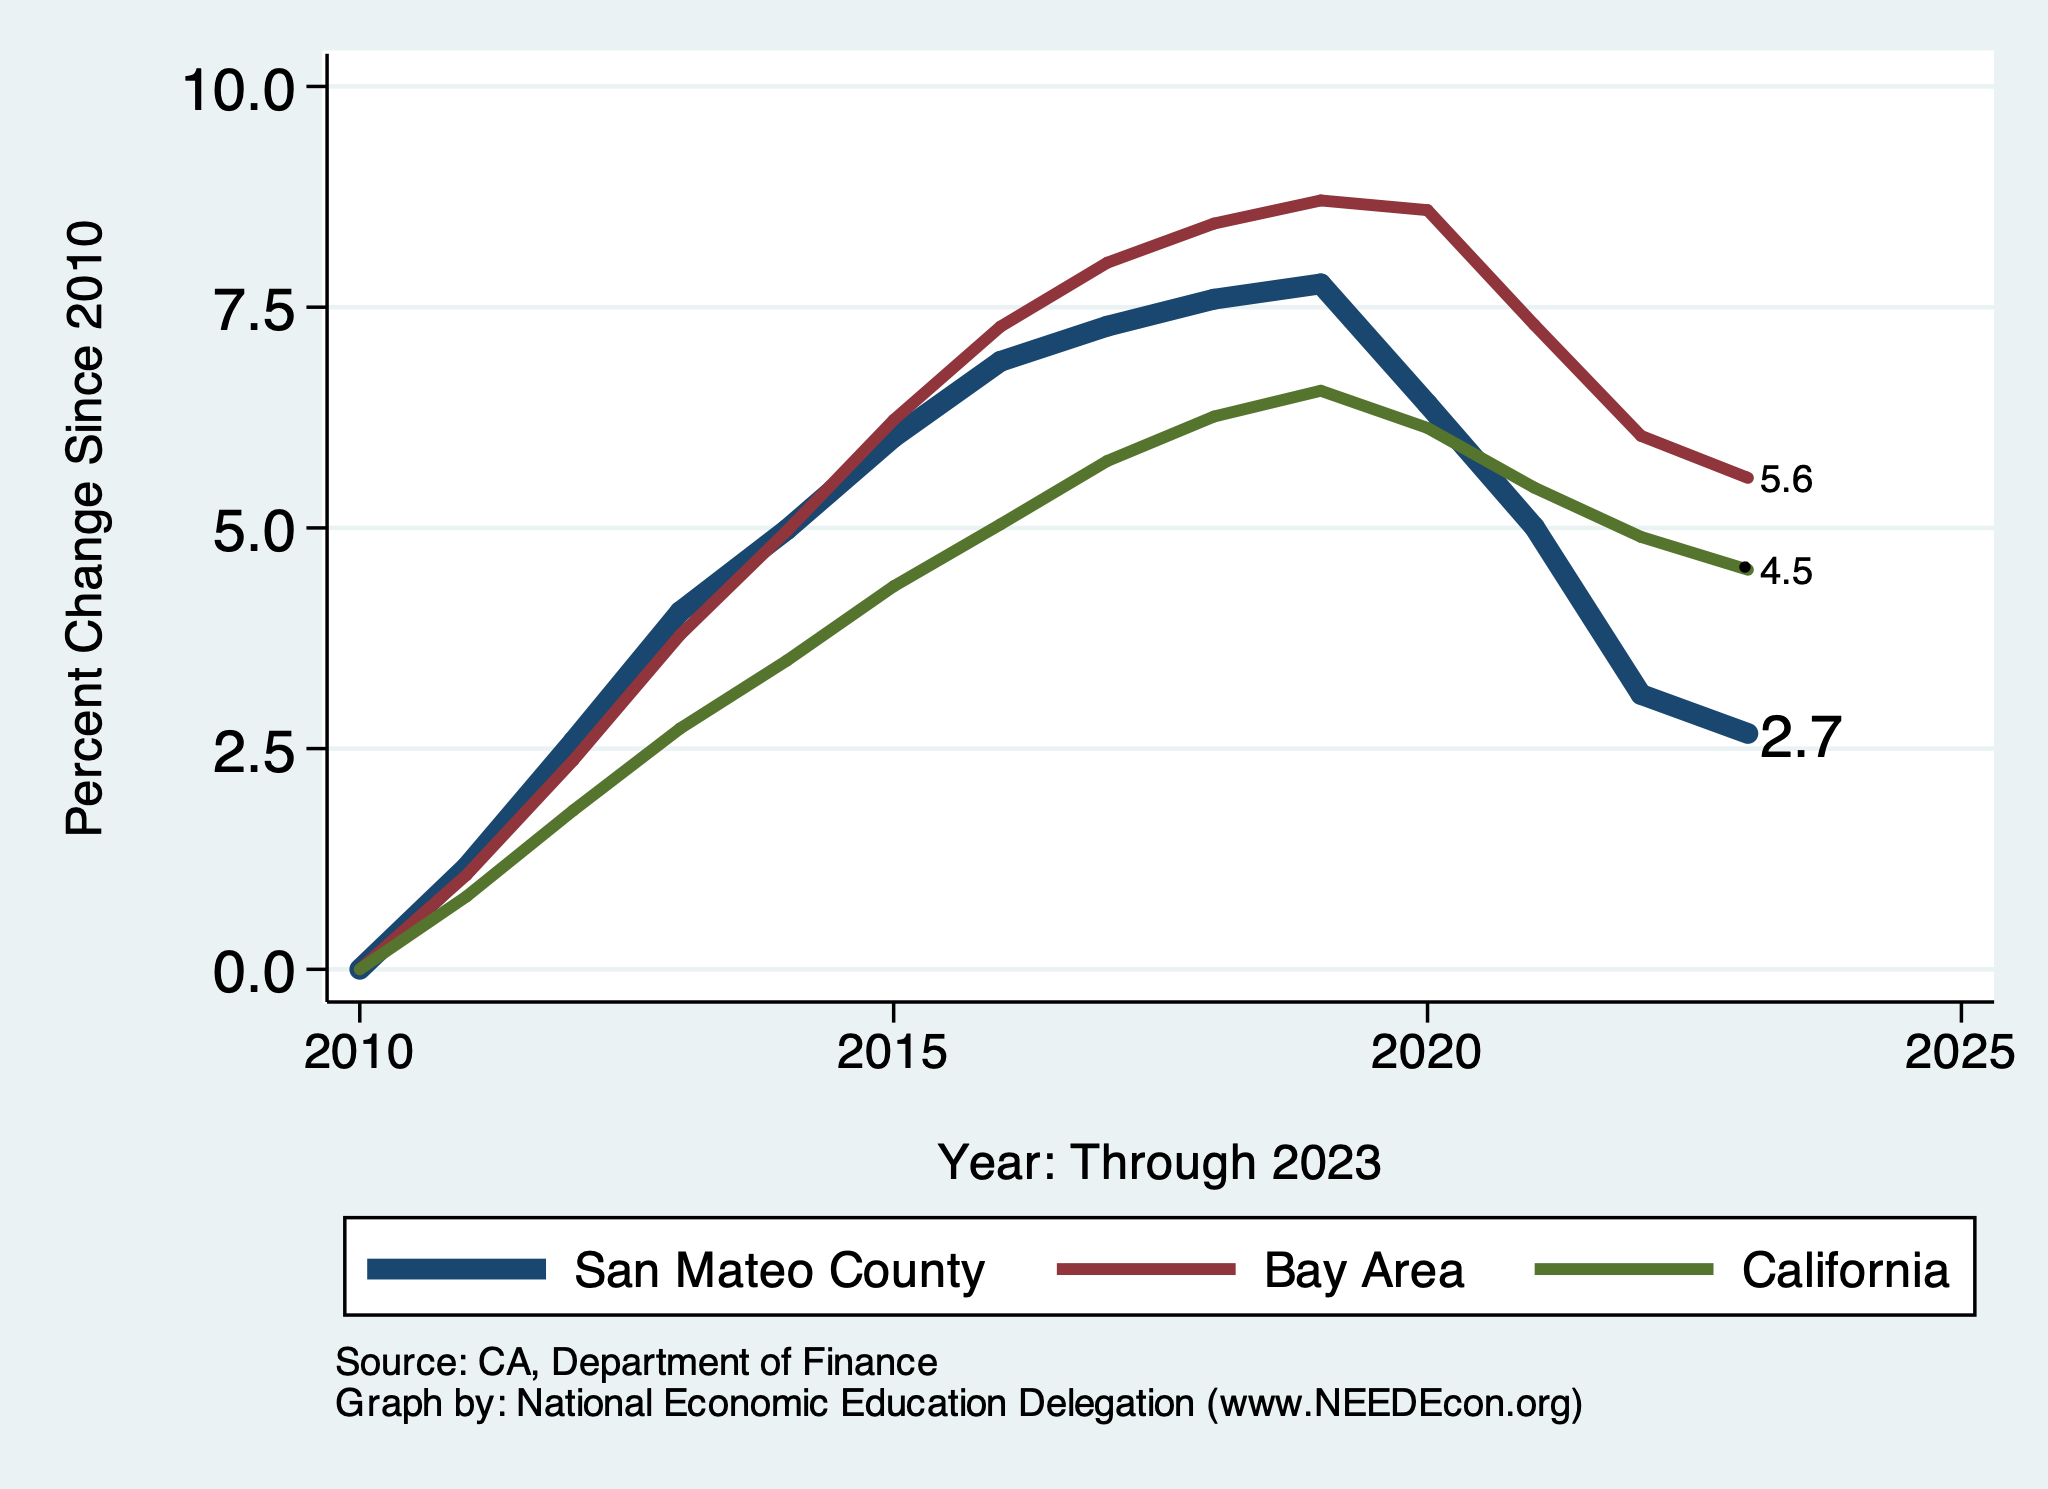 Percent Change Since 2010
10.0
7.5
5.0
2.5
0.0
5.6
4.5
2.7
2010 2015 2020 2025
Year: Through 2023
San Mateo County Bay Area California
Source: CA, Department of Finance
Graph by: National Economic Education Delegation (www.NEEDEcon.org)